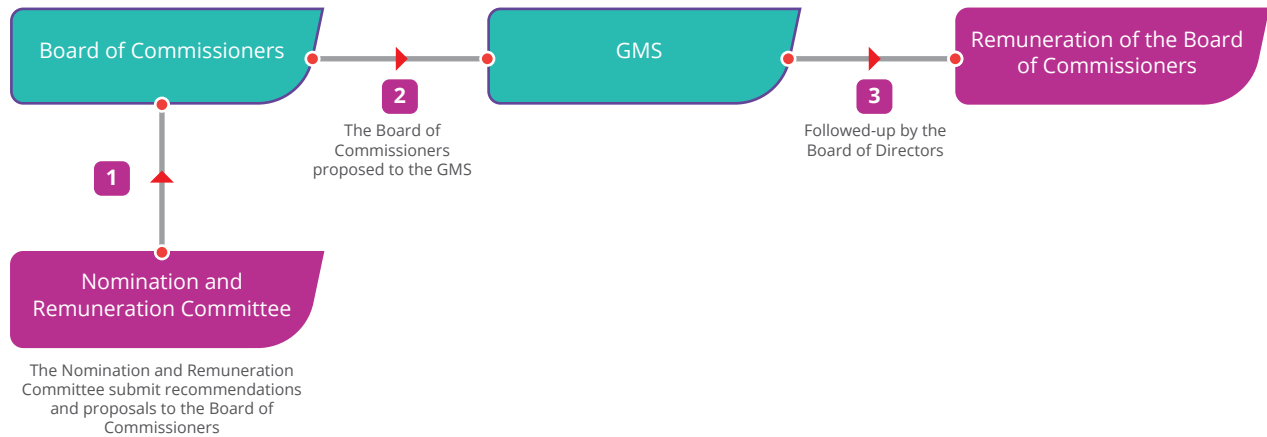 Board of Commissioners
GMS
Remuneration of the Board
of Commissioners
2
The Board of
Commissioners
proposed to the GMS
3
Followed-up by the
Board of Directors
1
Nomination and
Remuneration Committee
The Nomination and Remuneration
Committee submit recommendations
and proposals to the Board of
Commissioners